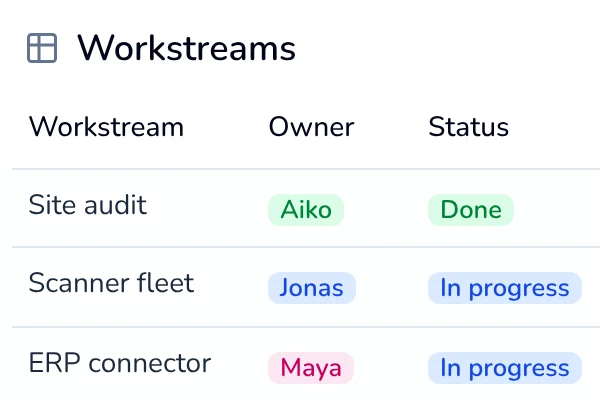 Workstreams
Workstream Owner Status
Site audit Aiko Done
Scanner fleet Jonas In progress
ERP connector Maya In progress